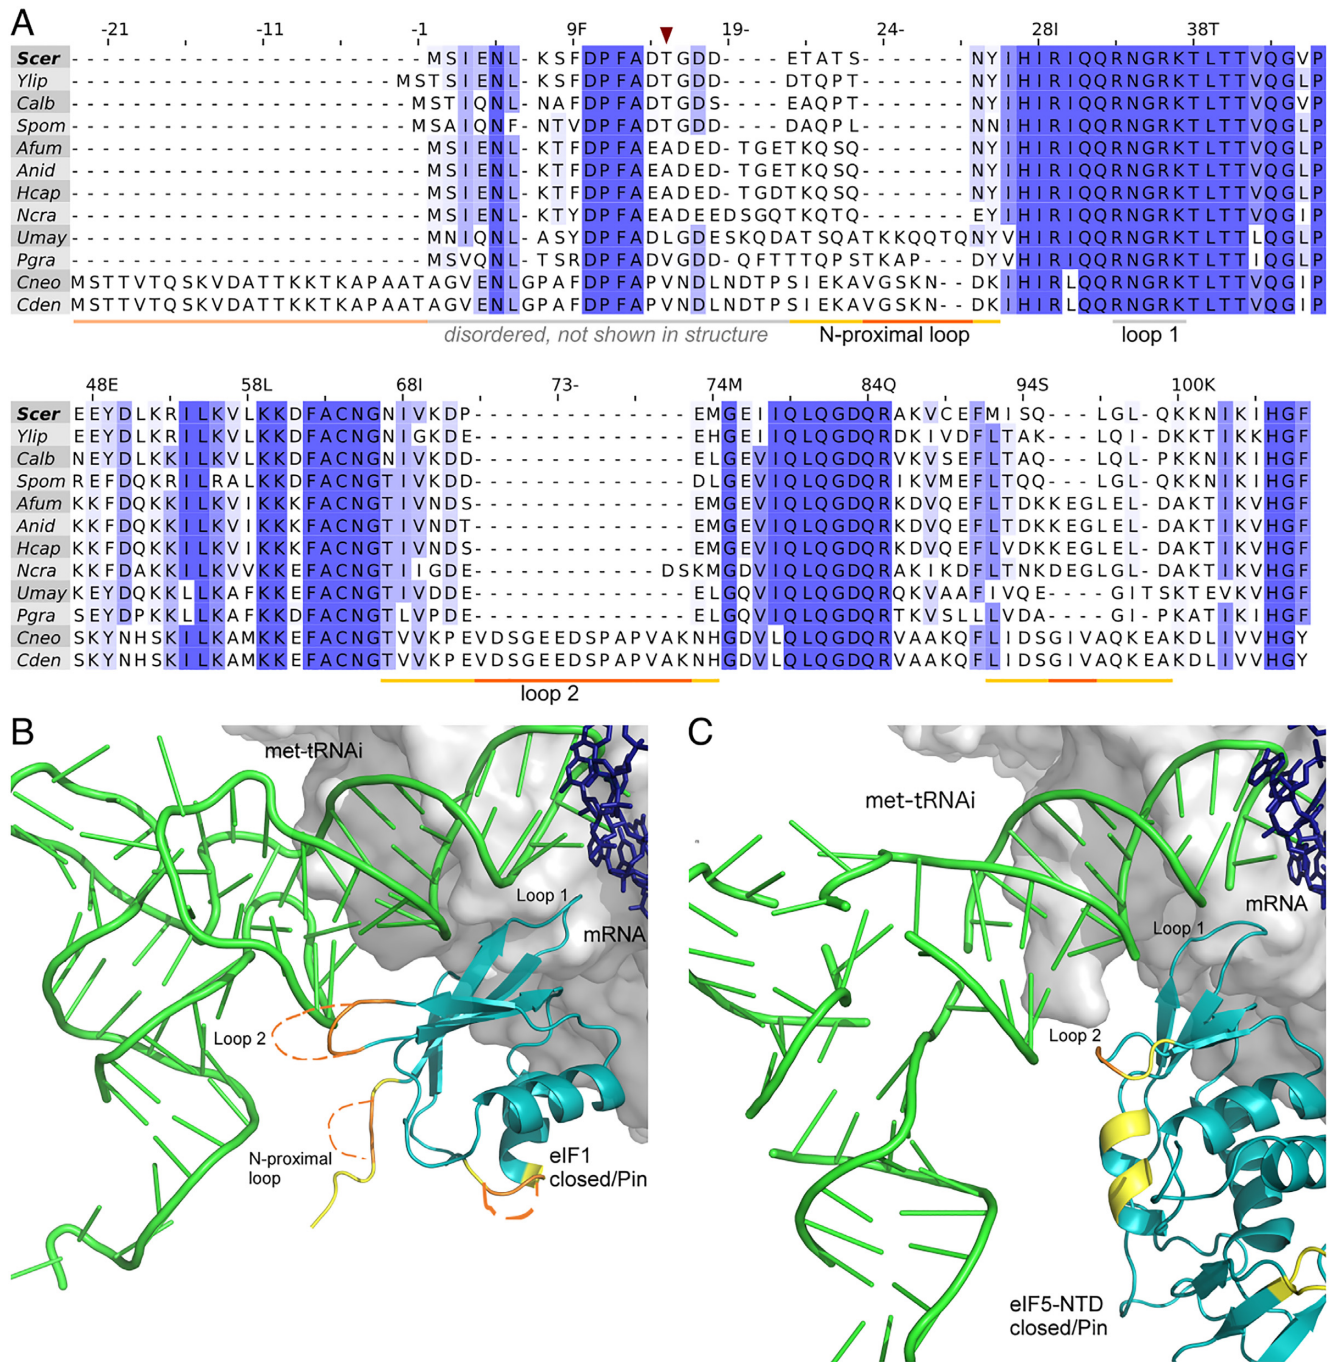 A
-21 -11 -1 9F 19- 24- 28I 38T
Scer -----------------------MSIENL-KSFDPFADTGDD----ETATS-------NYIHIRIQQRNGRKTLTTVQGVP
Ylip ---------------------MSTSIENL-KSFDPFADTGDD----DTQPT-------NYIHIRIQQRNGRKTLTTVQGLP
Calb ----------------------MSTIQNL-NAFDPFADTGDS----EAQPT-------NYIHIRIQQRNGRKTLTTVQGVP
Spom ----------------------MSAIQNF-NTVDPFADTGDD----DAQPL-------NNIHIRIQQRNGRKTLTTVQGLP
Afum -----------------------MSIENL-KTFDPFAEADED-TGETKQSQ-------NYIHIRIQQRNGRKTLTTVQGLP
Anid -----------------------MSIENL-KTFDPFAEADED-TGETKQSQ-------NYIHIRIQQRNGRKTLTTVQGLP
Hcap -----------------------MSIENL-KTFDPFAEADED-TGDTKQSQ-------NYIHIRIQQRNGRKTLTTVQGLP
Ncra -----------------------MSIENL-KTYDPFAEADEEDSGQTKQTQ-------EYIHIRIQQRNGRKTLTTVQGIP
Umay -----------------------MNIQNL-ASYDPFADLGDESKQDATSQATKKQQTQNYVHIRIQQRNGRKTLTTLQGLP
Pgra -----------------------MSVQNL-TSRDPFADVGDD-QFTTTQPSTKAP---DYVHIRIQQRNGRKTLTTIQGLP
Cneo MSTTVTQSKVDATTKKTKAPAATAGVENLGPAFDPFAPVNDLNDTPSIEKAVGSKN--DKIHIRLQQRNGRKTLTTVQGIP
Cden MSTTVTQSKVDATTKKTKAPAATAGVENLGPAFDPFAPVNDLNDTPSIEKAVGSKN--DKIHIRLQQRNGRKTLTTVQGIP
disordered, not shown in structure N-proximal loop loop 1
48E 58L 68I 73- 74M 84Q 94S 100K
Scer EEYDLKRILKVLKKDFACNGNIVKDP--------------EMGEIIQLQGDQRAKVCEFMISQ---LGL-QKKNIKIHGF
Ylip EEYDLKRILKVLKKDFACNGNIGKDE--------------EHGEIIQLQGDQRDKIVDFLTAK---LQI-DKKTIKKHGF
Calb NEYDLKKILKVLKKDFACNGNIVKDD--------------ELGEVIQLQGDQRVKVSEFLTAQ---LQL-PKKNIKIHGF
Spom REFDQKRILRALKKDFACNGTIVKDD--------------DLGEVIQLQGDQRIKVMEFLTQQ---LGL-QKKNIKIHGF
Afum KKFDQKKILKVIKKKFACNGTIVNDS--------------EMGEVIQLQGDQRKDVQEFLTDKKEGLEL-DAKTIKVHGF
Anid KKFDQKKILKVIKKKFACNGTIVNDT--------------EMGEVIQLQGDQRKDVQEFLTDKKEGLEL-DAKTIKVHGF
Hcap KKFDQKKILKVIKKKFACNGTIVNDS--------------EMGEVIQLQGDQRKDVQEFLVDKKEGLEL-DAKTIKVHGF
Ncra KKFDAKKILKVVKKEFACNGTIIGDE------------DSKMGDVIQLQGDQRAKIKDFLTNKDEGLGL-DAKTIKVHGF
Umay KEYDQKKLLKAFKKEFACNGTIVDDE--------------ELGQVIQLQGDQRQKVAAFIVQE----GITSKTEVKVHGF
Pgra SEYDPKKLLKAFKKEFACNGTLVPDE--------------ELGQVIQLQGDQRTKVSLLLVDA----GI-PKATIKIHGF
Cneo SKYNHSKILKAMKKEFACNGTVVKPEVDSGEEDSPAPVAKNHGDVLQLQGDQRVAAKQFLIDSGIVAQKEAKDLIVVHGY
Cden SKYNHSKILKAMKKEFACNGTVVKPEVDSGEEDSPAPVAKNHGDVLQLQGDQRVAAKQFLIDSGIVAQKEAKDLIVVHGY
loop 2
B
met-tRNAi
Loop 1
mRNA
Loop 2
N-proximal
loop
eIF1
closed/Pin
C
met-tRNAi
mRNA
Loop 1
Loop 2
eIF5-NTD
closed/Pin